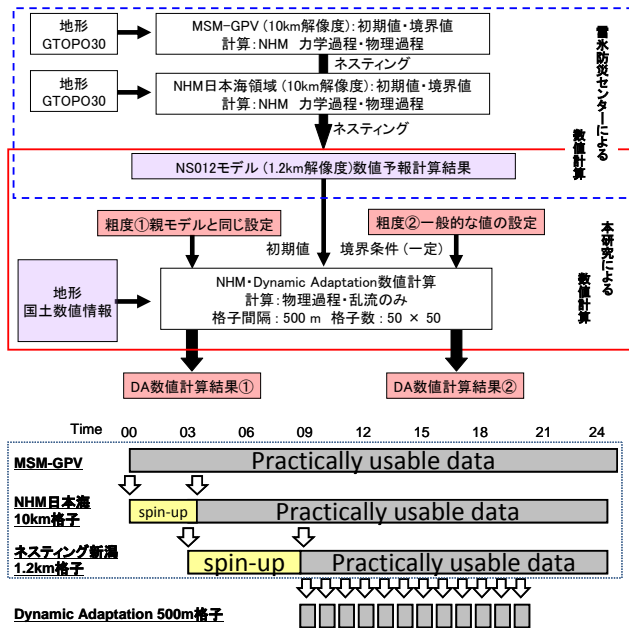 地形
GTOPO30
MSM-GPV (10km解像度):初期値・境界値
計算:NHM 力学過程・物理過程
ネスティング
地形
GTOPO30
NHM日本海領域 (10km解像度):初期値・境界値
計算:NHM 力学過程・物理過程
ネスティング
雪氷防災センターによる
数値計算
NS012モデル (1.2km解像度)数値予報計算結果
粗度①親モデルと同じ設定
粗度②一般的な値の設定
初期値 境界条件 (一定)
本研究による
数値計算
地形
国土数値情報
NHM・Dynamic Adaptation数値計算
計算:物理過程・乱流のみ
格子間隔:500 m 格子数:50 × 50
DA数値計算結果①
DA数値計算結果②
Time 00 03 06 09 12 15 18 21 24
MSM-GPV
Practically usable data
NHM日本海
10km格子
spin-up
Practically usable data
ネスティング新潟
1.2km格子
spin-up
Practically usable data
Dynamic Adaptation 500m格子